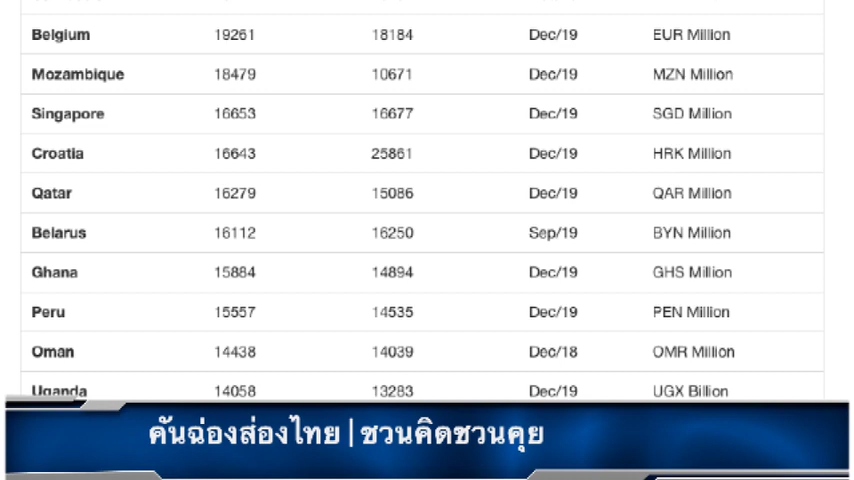 Belgium 19261 18184 Dec/19 EUR Million
Mozambique 18479 10671 Dec/19 MZN Million
Singapore 16653 16677 Dec/19 SGD Million
Croatia 16643 25861 Dec/19 HRK Million
Qatar 16279 15086 Dec/19 QAR Million
Belarus 16112 16250 Sep/19 BYN Million
Ghana 15884 14894 Dec/19 GHS Million
Peru 15557 14535 Dec/19 PEN Million
Oman 14438 14039 Dec/18 OMR Million
Uganda 14058 13283 Dec/19 UGX Billion
คันฉ่องส่องไทย | ชวนคิดชวนคุย